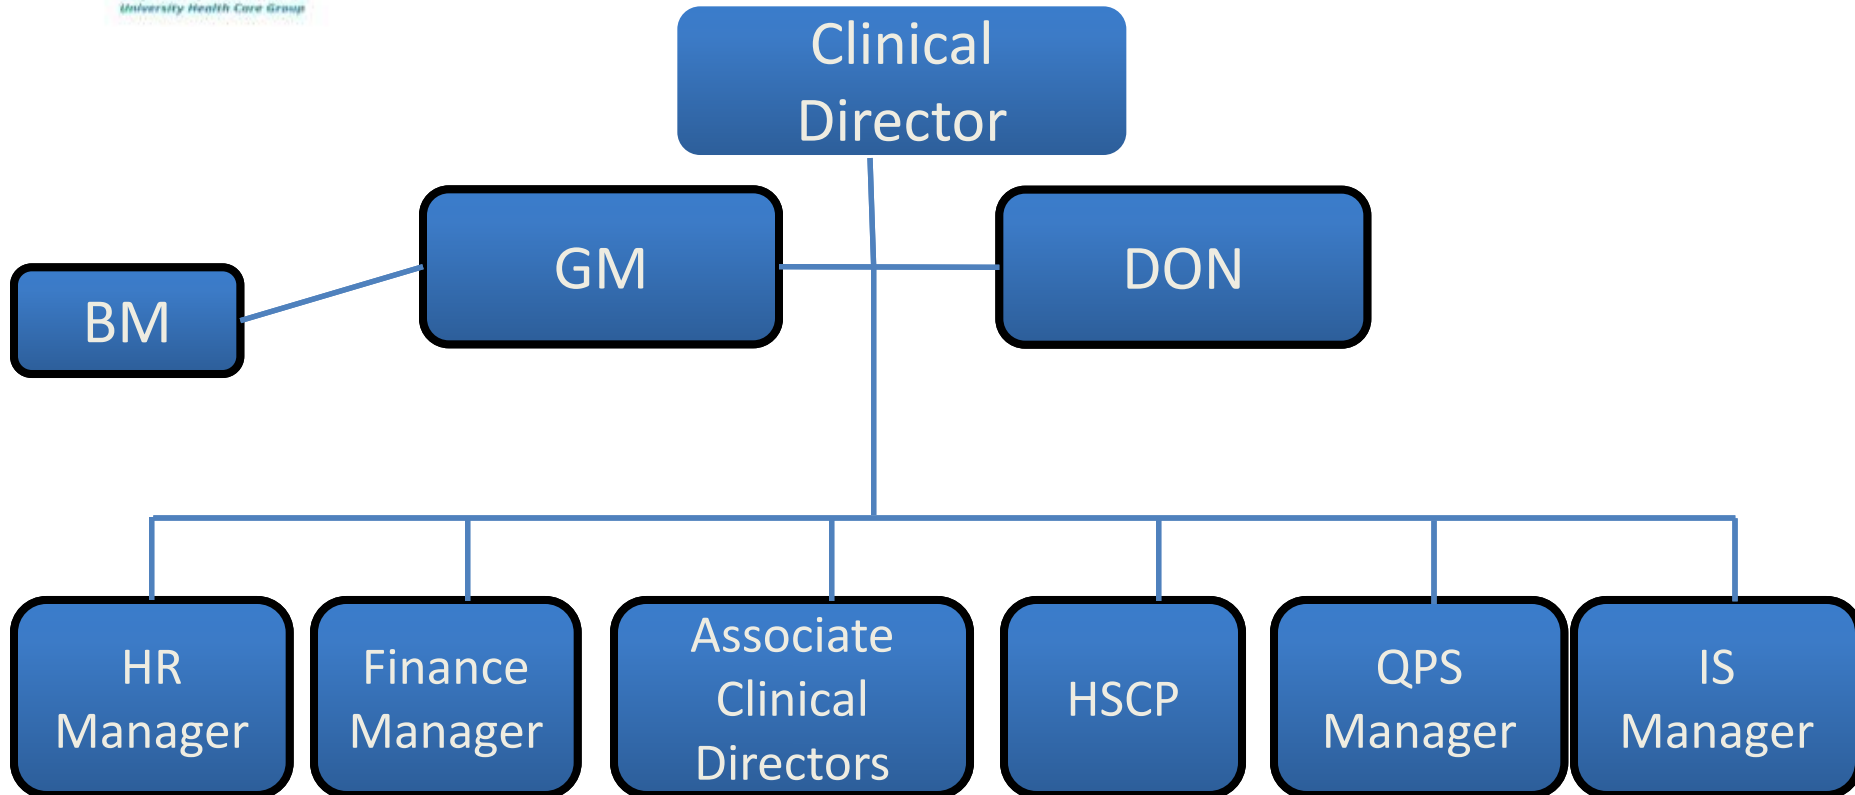 University Health Care Group
Clinical
Director
GM
DON
BM
HR
Manager
Finance
Manager
Associate
Clinical
Directors
HSCP
QPS
Manager
IS
Manager